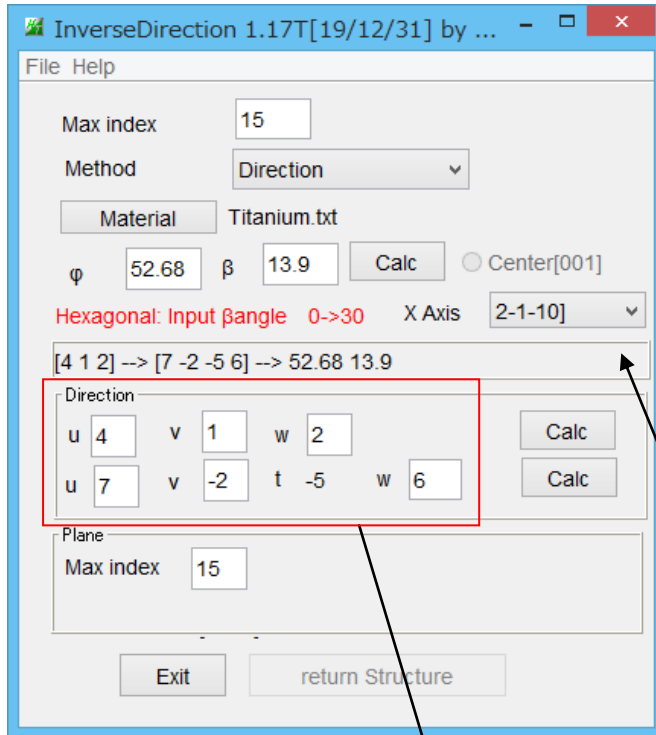 InverseDirection 1.17T[19/12/31] by ...
File Help
Max index 15
Method Direction
Material Titanium.txt
φ 52.68 β 13.9 Calc Center[001]
Hexagonal: Input βangle 0->30 X Axis 2-1-10]
[4 1 2] --> [7 -2 -5 6] --> 52.68 13.9
Direction
u 4 v 1 w 2 Calc
u 7 v -2 t -5 w 6 Calc
Plane
Max index 15
Exit return Structure